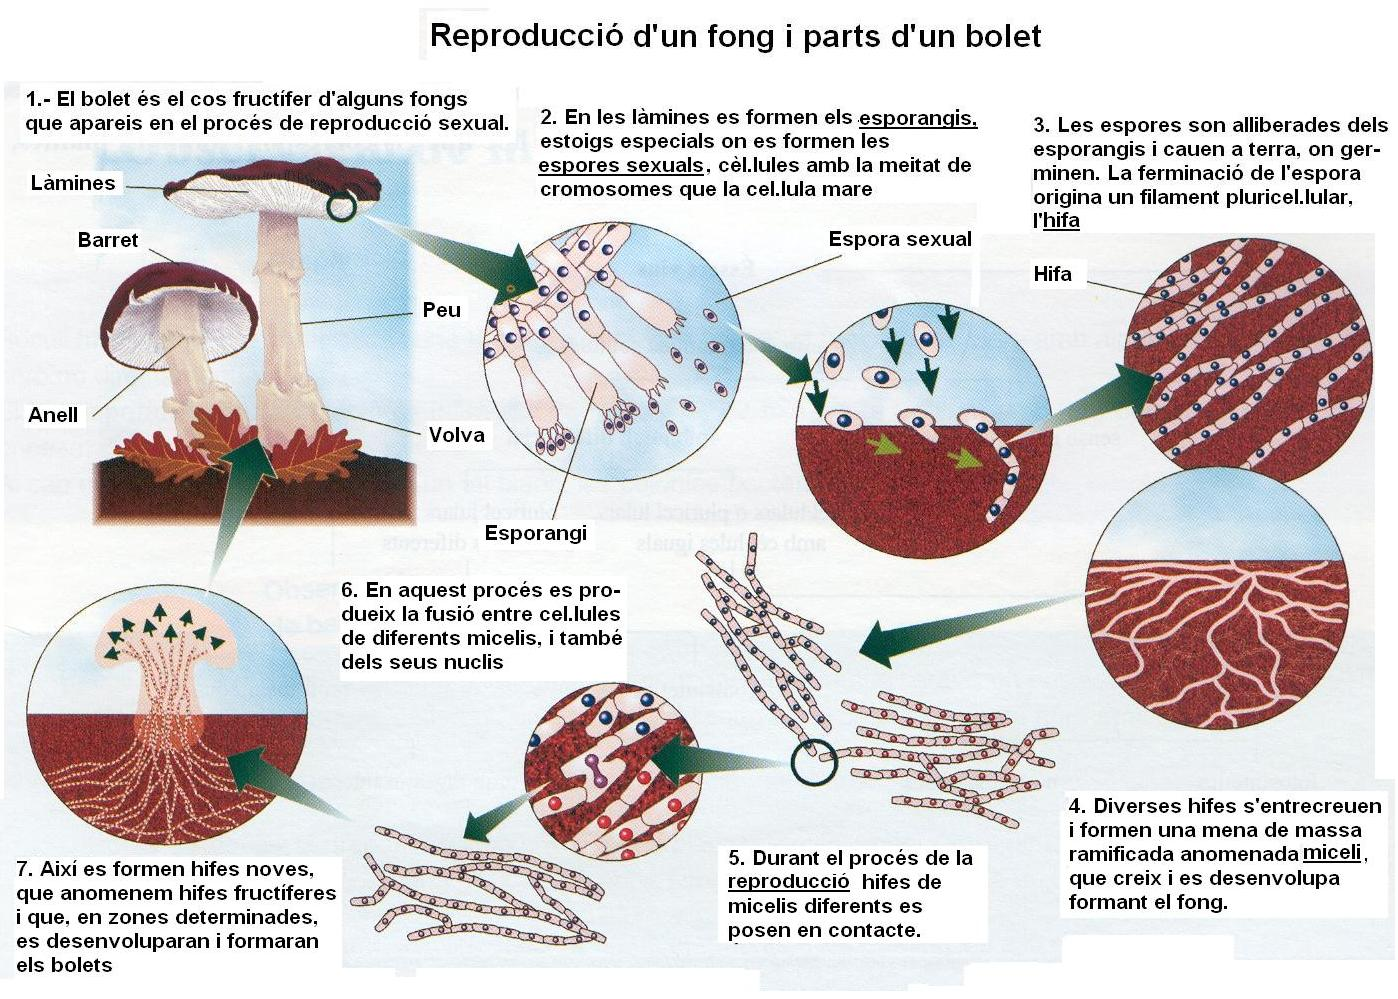 Reproducció d'un fong i parts d'un bolet
1.- El bolet és el cos fructífer d'alguns fongs
que apareis en el procés de reproducció sexual.
Làmines
Barret
Peu
Anell
Volva
2. En les làmines es formen els esporangis,
estoigs especials on es formen les
espores sexuals, cèl.lules amb la meitat de
cromosomes que la cel.lula mare
Espora sexual
Esporangi
3. Les espores son alliberades dels
esporangis i cauen a terra, on ger-
minen. La ferminació de l'espora
origina un filament pluricel.lular,
l'hifa
Hifa
4. Diverses hifes s'entrecreuen
i formen una mena de massa
ramificada anomenada miceli,
que creix i es desenvolupa
formant el fong.
5. Durant el procés de la
reproducció hifes de
micelis diferents es
posen en contacte.
6. En aquest procés es pro-
dueix la fusió entre cel.lules
de diferents micelis, i també
dels seus nuclis
7. Així es formen hifes noves,
que anomenem hifes fructíferes
i que, en zones determinades,
es desenvoluparan i formaran
els bolets